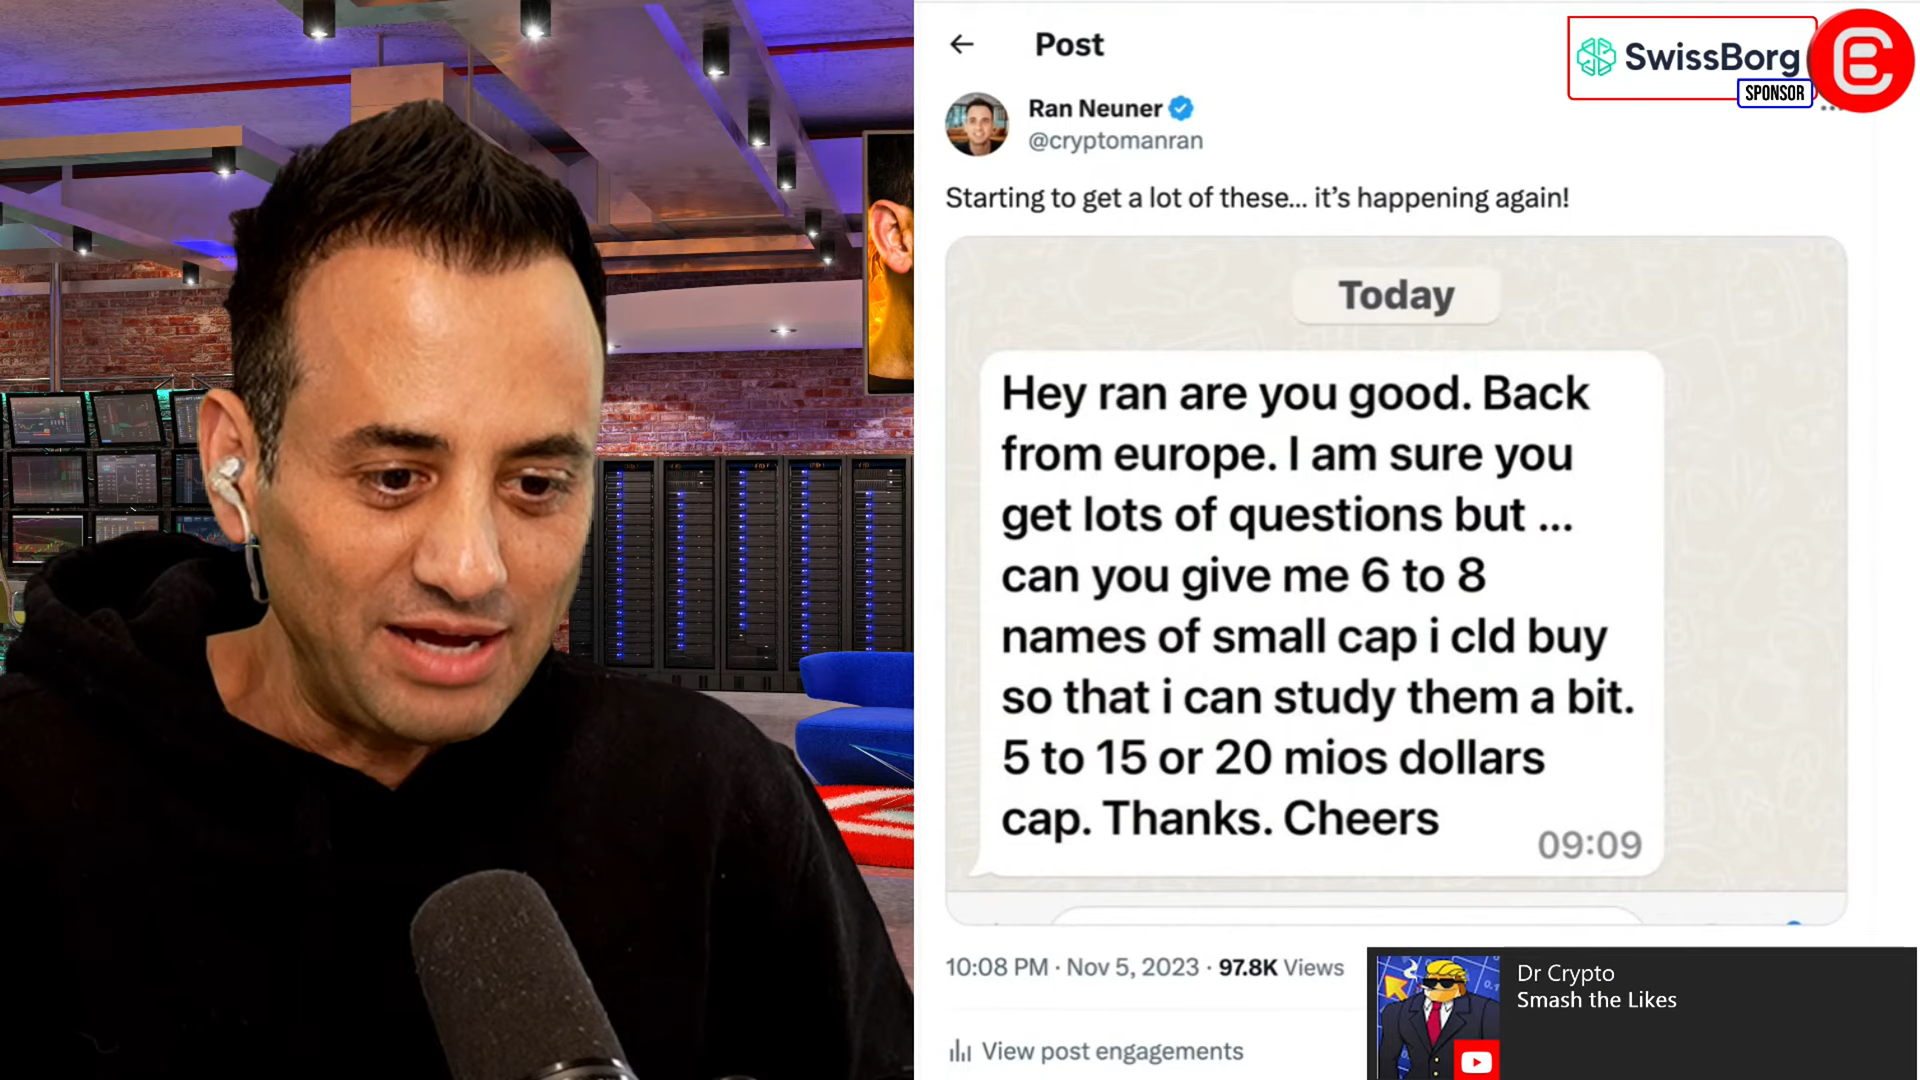 Post
SwissBorg
SPONSOR
Ran Neuner
@cryptomanran
Starting to get a lot of these... it’s happening again!
Today
Hey ran are you good. Back
from europe. I am sure you
get lots of questions but ...
can you give me 6 to 8
names of small cap i cld buy
so that i can study them a bit.
5 to 15 or 20 mios dollars
cap. Thanks. Cheers
09:09
10:08 PM · Nov 5, 2023 · 97.8K Views
View post engagements
Dr Crypto
Smash the Likes